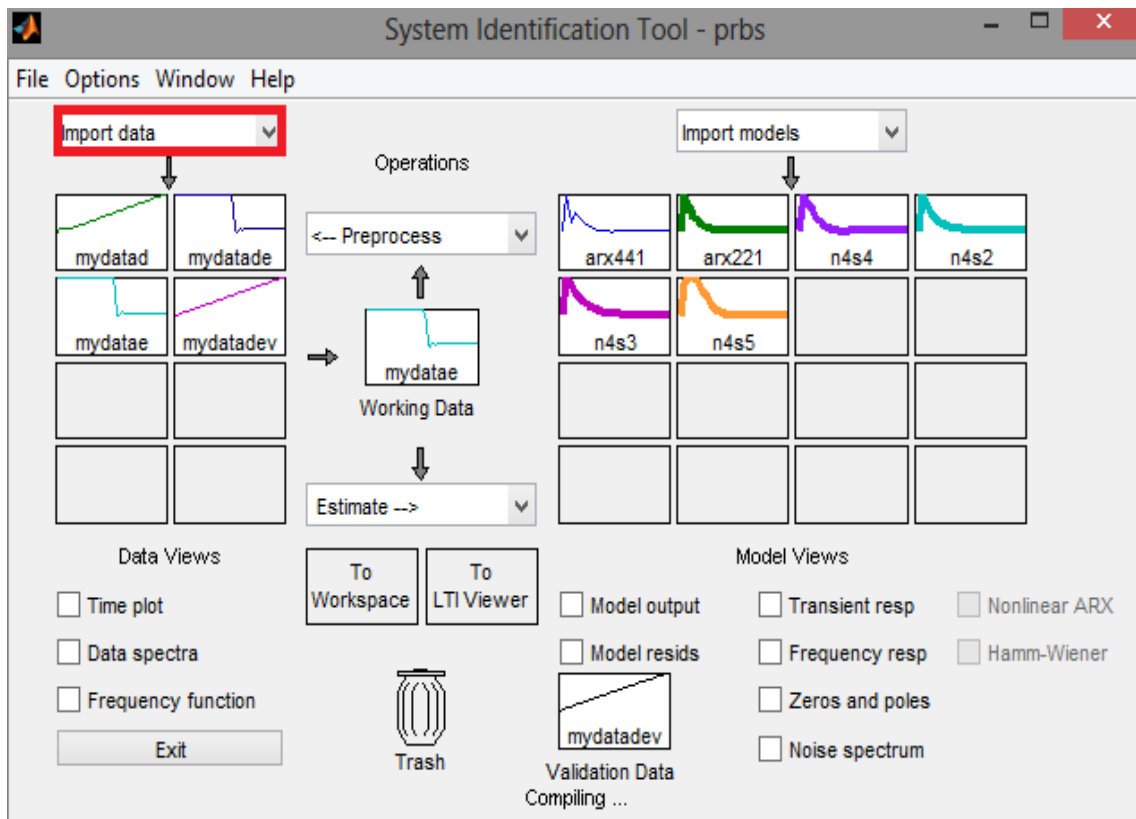 System Identification Tool - prbs
File Options Window Help
Import data
Import models
Operations
mydatad mydatade
<-- Preprocess
arx441 arx221 n4s4 n4s2
mydatae mydatadev
mydatae
n4s3 n4s5
Working Data
Estimate -->
Data Views
Model Views
To
Workspace
To
LTI Viewer
Time plot
Data spectra
Frequency function
Exit
Trash
Model output
Model resids
mydatadev
Validation Data
Transient resp
Frequency resp
Zeros and poles
Noise spectrum
Nonlinear ARX
Hamm-Wiener
Compiling ...